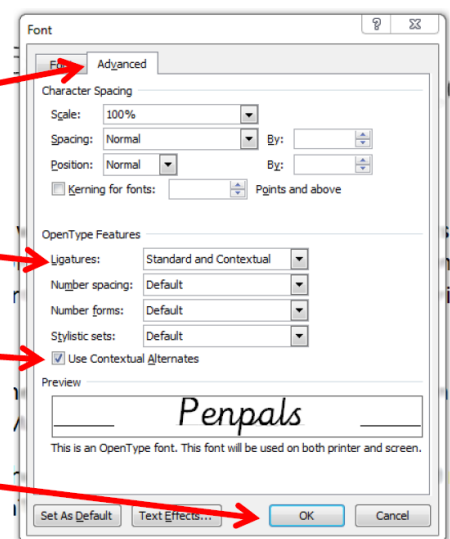 Font
Advanced
Character Spacing
Scale: 100%
Spacing: Normal By:
Position: Normal By:
Kerning for fonts: Points and above
OpenType Features
Ligatures: Standard and Contextual
Number spacing: Default
Number forms: Default
Stylistic sets: Default
Use Contextual Alternates
Preview
Penpals
This is an OpenType font. This font will be used on both printer and screen.
Set As Default Text Effects... OK Cancel